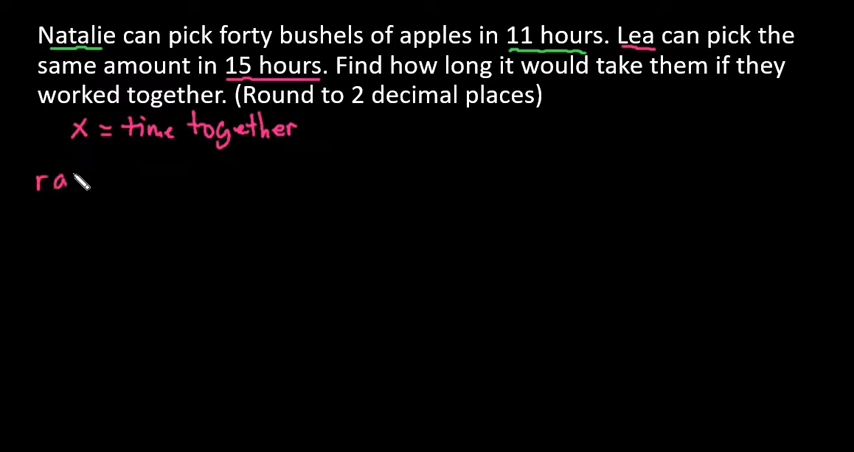 Natalie can pick forty bushels of apples in 11 hours. Lea can pick the
same amount in 15 hours. Find how long it would take them if they
worked together. (Round to 2 decimal places)
x = time together
ra